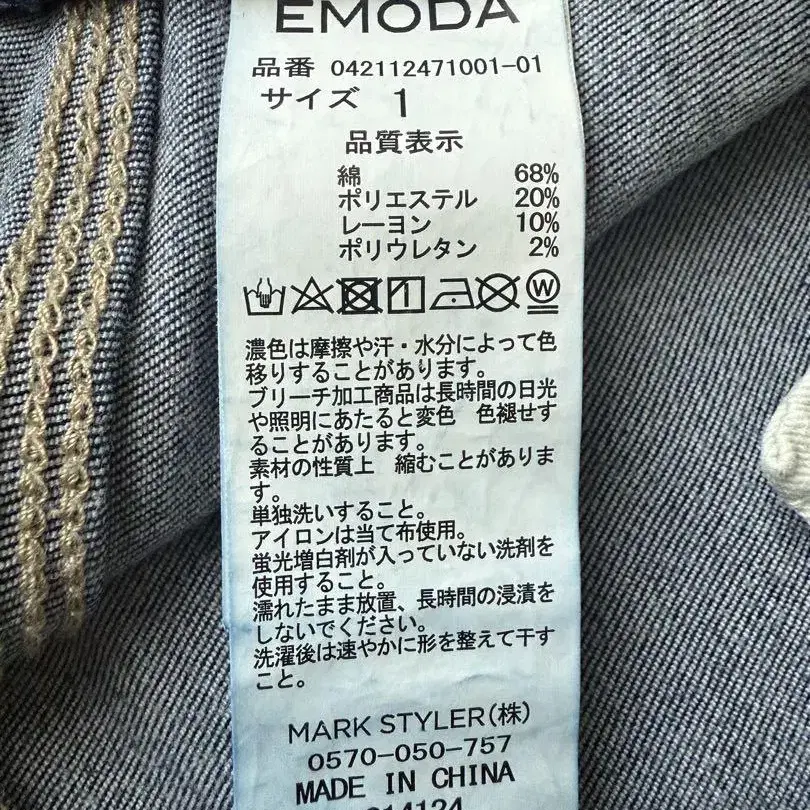 EMODA
品番 042112471001-01
サイズ 1
品質表示
綿 68%
ポリエステル 20%
レーヨン 10%
ポリウレタン 2%
W
濃色は摩擦や汗・水分によって色
移りすることがあります。
ブリーチ加工商品は長時間の日光
や照明にあたると変色 色褪せす
ることがあります。
素材の性質上 縮むことがありま
す。
単独洗いすること。
アイロンは当て布使用。
蛍光増白剤が入っていない洗剤を
使用すること。
濡れたまま放置、長時間の浸漬を
しないでください。
洗濯後は速やかに形を整えて干す
こと。
MARK STYLER(株)
0570-050-757
MADE IN CHINA